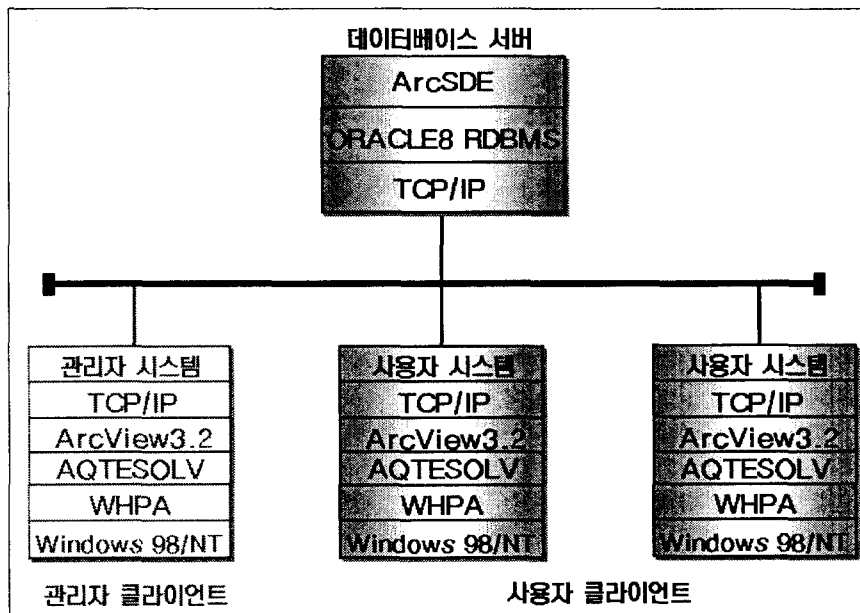 데이터베이스 서버
ArcSDE
ORACLE8 RDBMS
TCP/IP
관리자 시스템
TCP/IP
ArcView3.2
AQTESOLV
WHPA
Windows 98/NT
사용자 시스템
TCP/IP
ArcView3.2
AQTESOLV
WHPA
Windows 98/NT
사용자 시스템
TCP/IP
ArcView3.2
AQTESOLV
WHPA
Windows 98/NT
관리자 클라이언트
사용자 클라이언트